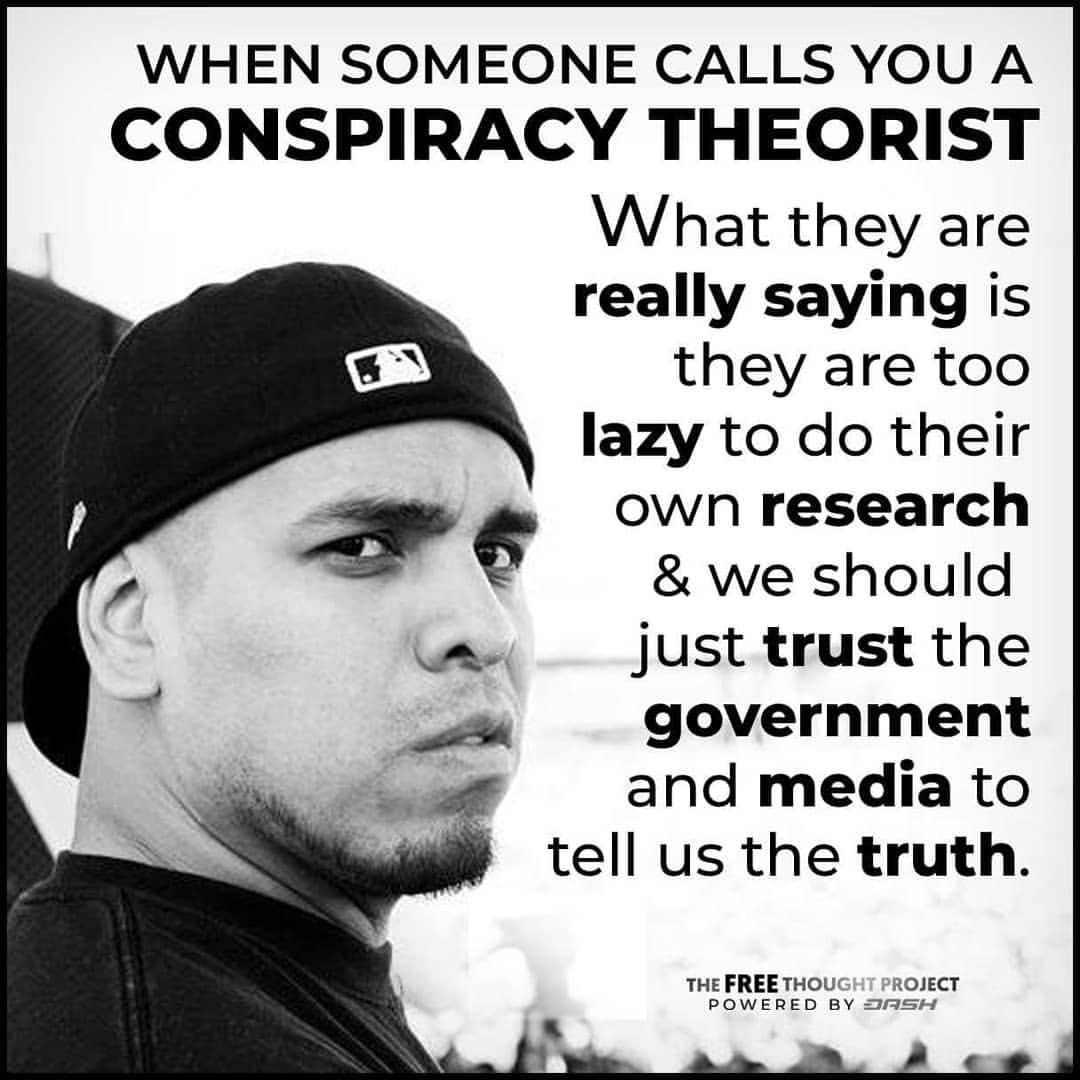 WHEN SOMEONE CALLS YOU A
CONSPIRACY THEORIST
What they are
really saying is
they are too
lazy to do their
own research
& we should
just trust the
government
and media to
tell us the truth.
THE FREE THOUGHT PROJECT
POWERED BY DASH